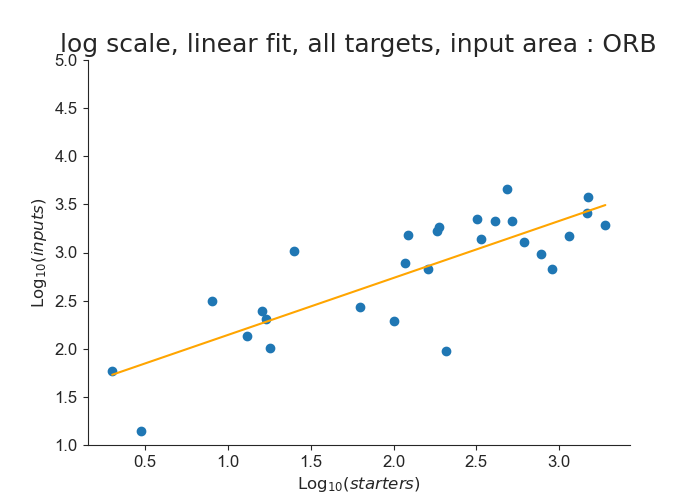 log scale, linear fit, all targets, input area : ORB
5.0
4.5
4.0
3.5
3.0
2.5
2.0
1.5
1.0
Log₁₀(inputs)
0.5 1.0 1.5 2.0 2.5 3.0
Log₁₀(starters)